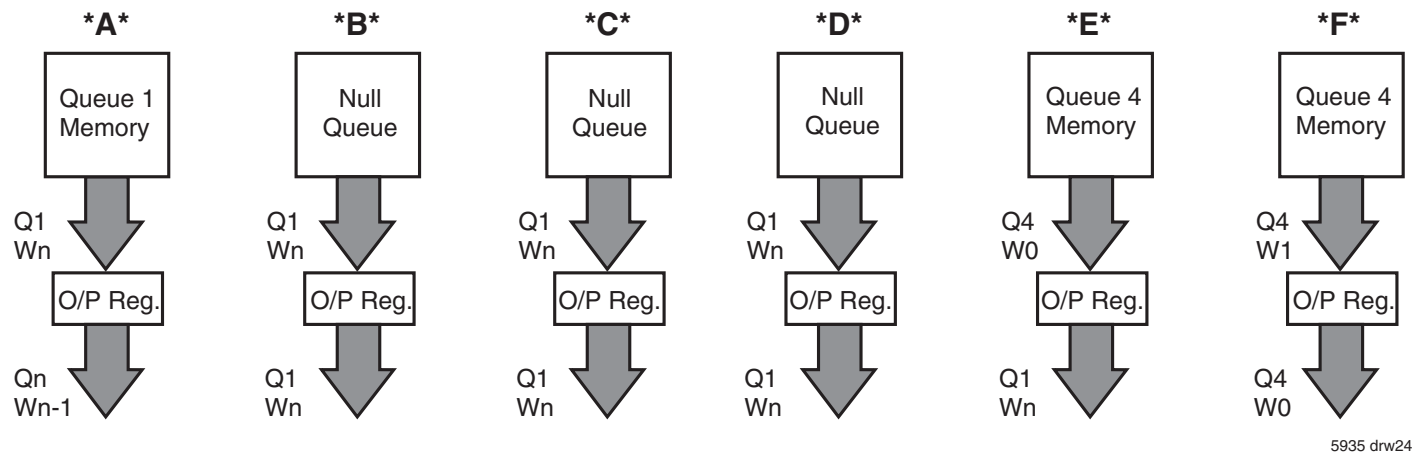 *A*
*B*
*C*
*D*
*E*
*F*
Queue 1
Memory
Null
Queue
Null
Queue
Null
Queue
Queue 4
Memory
Queue 4
Memory
Q1
Wn
Q1
Wn
Q1
Wn
Q1
Wn
Q4
W0
Q4
W1
O/P Reg.
O/P Reg.
O/P Reg.
O/P Reg.
O/P Reg.
O/P Reg.
Qn
Wn-1
Q1
Wn
Q1
Wn
Q1
Wn
Q1
Wn
Q4
W0
5935 drw24